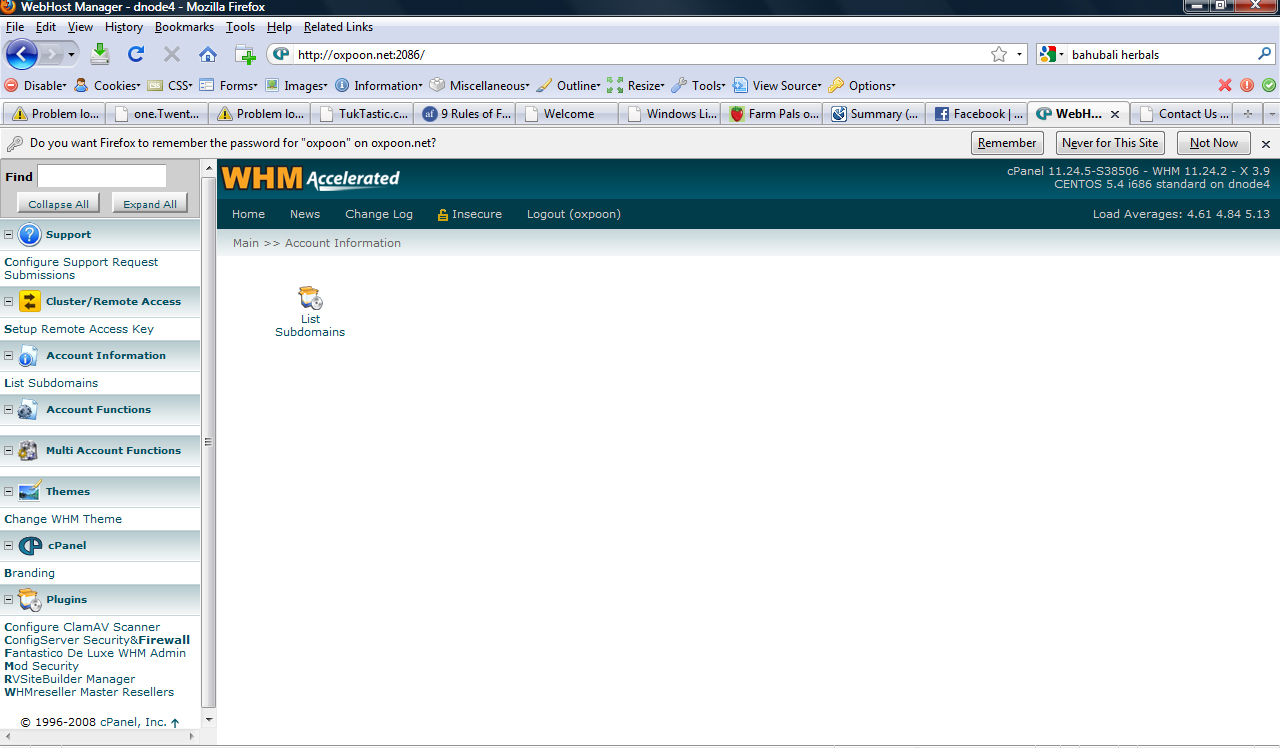 WebHost Manager - dnode4 - Mozilla Firefox
File Edit View History Bookmarks Tools Help Related Links
http://oxpoon.net:2086/
bahubali herbals
Disable Cookies CSS Forms Images Information Miscellaneous Outline Resize Tools View Source Options
Problem lo... one.Twent... Problem lo... TukTastic.c... af 9 Rules of F... Welcome Windows Li... Farm Pals o... Summary (... Facebook | ... WebH... Contact Us ...
Do you want Firefox to remember the password for "oxpoon" on oxpoon.net? Remember Never for This Site Not Now
Find
Collapse All Expand All
Support
Configure Support Request
Submissions
Cluster/Remote Access
Setup Remote Access Key
Account Information
List Subdomains
Account Functions
Multi Account Functions
Themes
Change WHM Theme
cPanel
Branding
Plugins
Configure ClamAV Scanner
ConfigServer Security&Firewall
Fantastico De Luxe WHM Admin
Mod Security
RVSiteBuilder Manager
WHMreseller Master Resellers
© 1996-2008 cPanel, Inc.
WHM Accelerated
cPanel 11.24.5-S38506 - WHM 11.24.2 - X 3.9
CENTOS 5.4 i686 standard on dnode4
Home News Change Log Insecure Logout (oxpoon) Load Averages: 4.61 4.84 5.13
Main >> Account Information
List
Subdomains